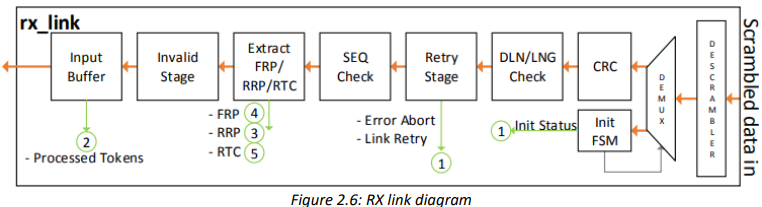 rx_link
Input
Buffer
Invalid
Stage
Extract
FRP/
RRP/RTC
SEQ
Check
Retry
Stage
DLN/LNG
Check
CRC
DEMUX
DESCRAMBLER
Scrambled data in
Init
FSM
Init Status
1
- Error Abort
- Link Retry
1
- FRP 4
- RRP 3
- RTC 5
2
- Processed Tokens
Figure 2.6: RX link diagram